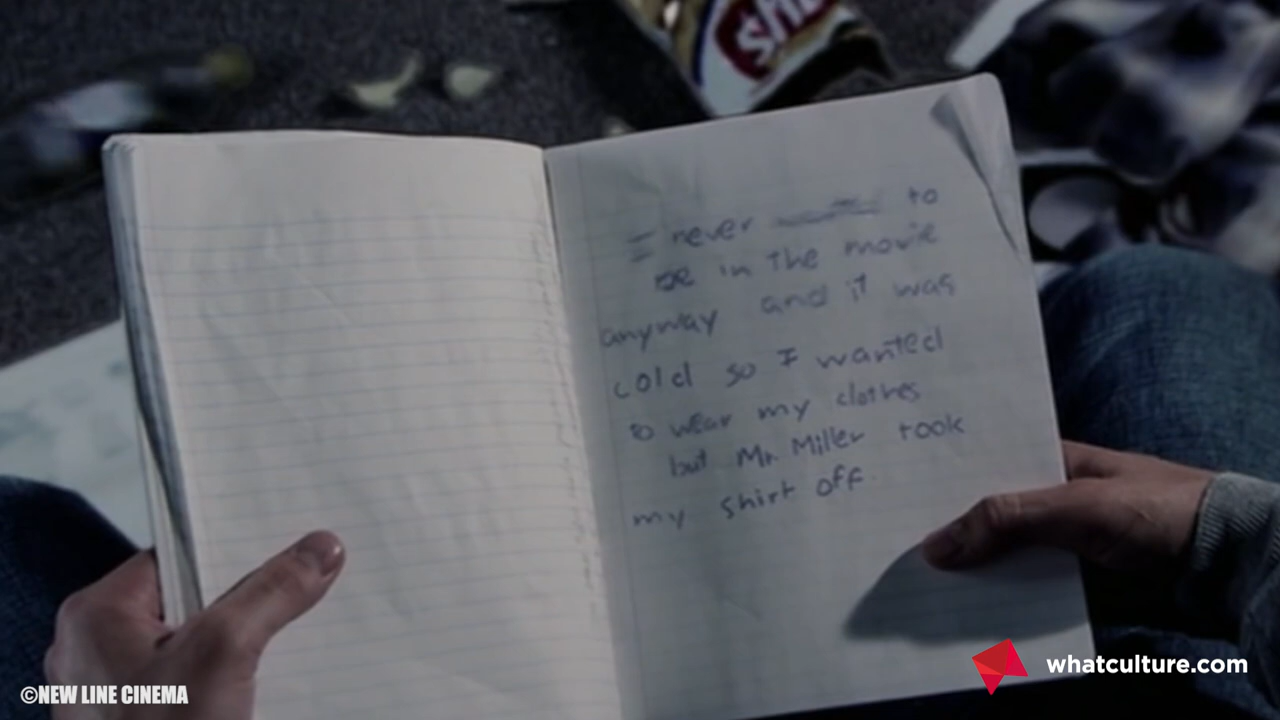 I never to
be in the movie
anyway and it was
cold so I wanted
to wear my clothes
but Mr. Miller took
my shirt off.
whatculture.com
©NEW LINE CINEMA